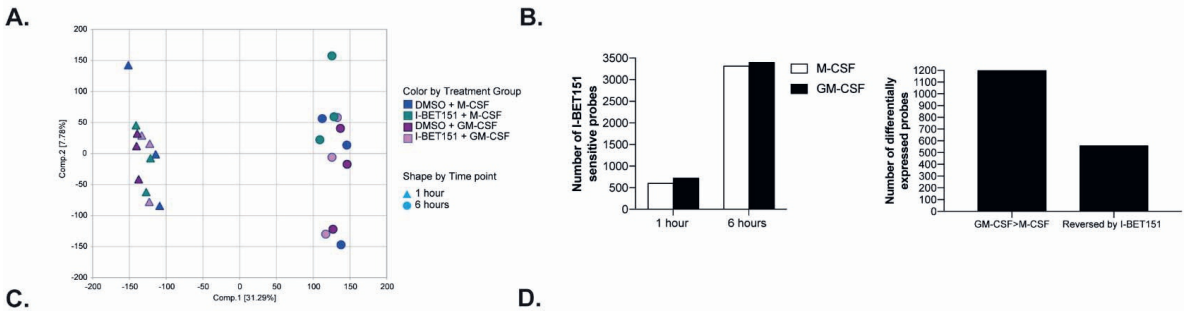 A.
200
150
100
50
0
-50
-100
-150
-200
Comp.2 [7.78%]
-200 -150 -100 -50 0 50 100 150 200
Comp.1 [31.29%]
Color by Treatment Group
DMSO + M-CSF
I-BET151 + M-CSF
DMSO + GM-CSF
I-BET151 + GM-CSF
Shape by Time point
1 hour
6 hours
B.
Number of I-BET151
sensitive probes
3500
3000
2500
2000
1500
1000
500
0
1 hour 6 hours
M-CSF
GM-CSF
Number of differentially
expressed probes
1200
1100
1000
900
800
700
600
500
400
300
200
100
0
GM-CSF>M-CSF Reversed by I-BET151
C.
D.